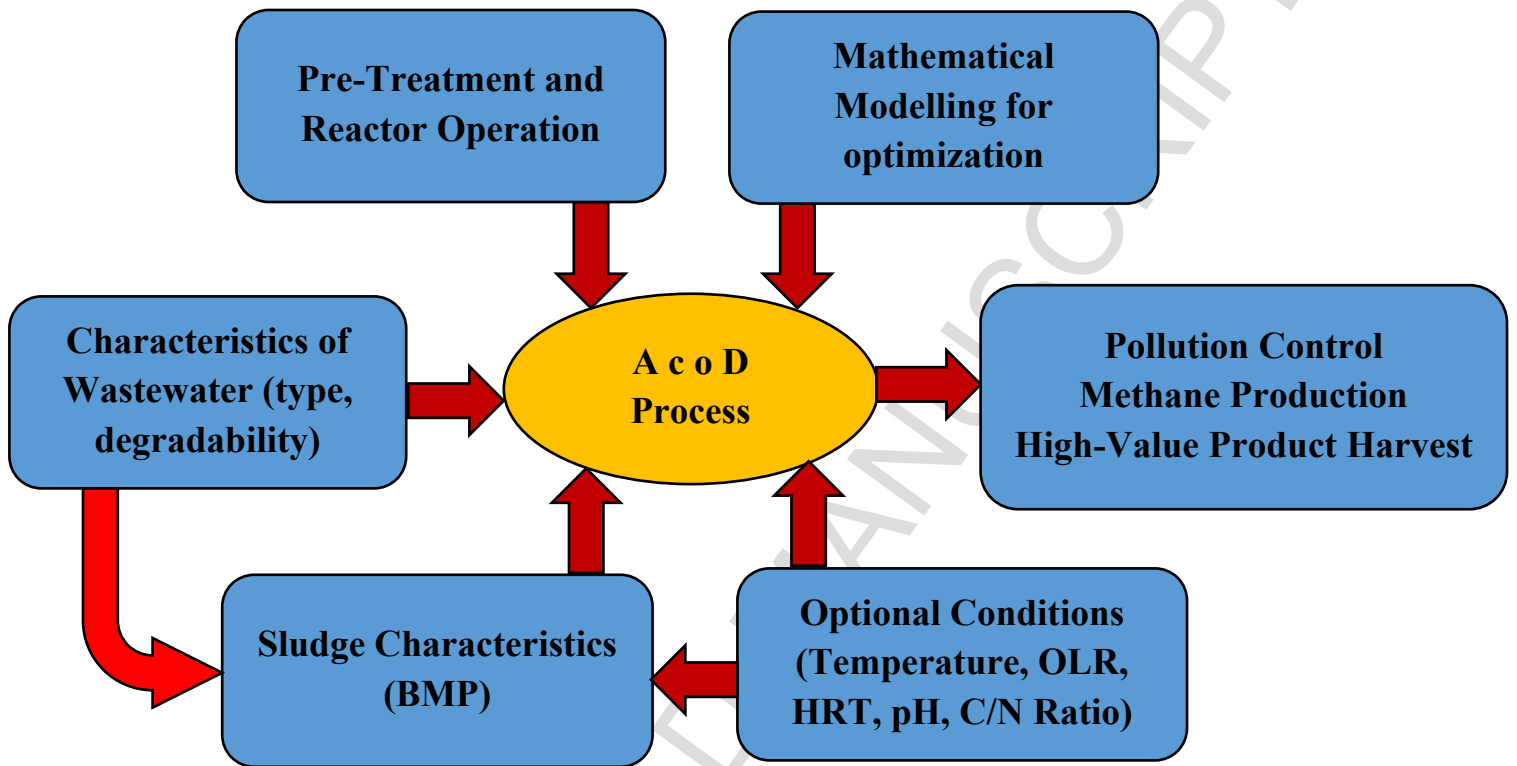 Pre-Treatment and
Reactor Operation
Mathematical
Modelling for
optimization
Characteristics of
Wastewater (type,
degradability)
A c o D
Process
Pollution Control
Methane Production
High-Value Product Harvest
Sludge Characteristics
(BMP)
Optional Conditions
(Temperature, OLR,
HRT, pH, C/N Ratio)